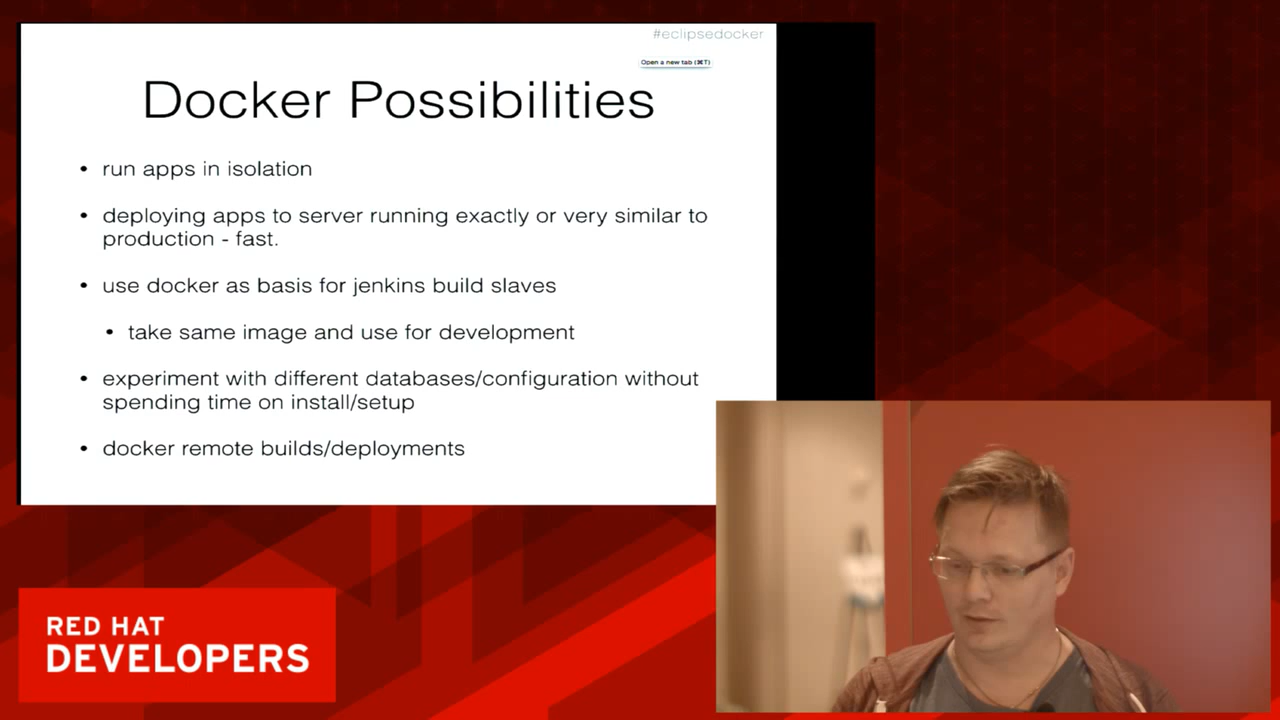 #eclipsedocker
Open a new tab (⌘T)
Docker Possibilities
• run apps in isolation
• deploying apps to server running exactly or very similar to
production - fast.
• use docker as basis for jenkins build slaves
• take same image and use for development
• experiment with different databases/configuration without
spending time on install/setup
• docker remote builds/deployments
RED HAT
DEVELOPERS